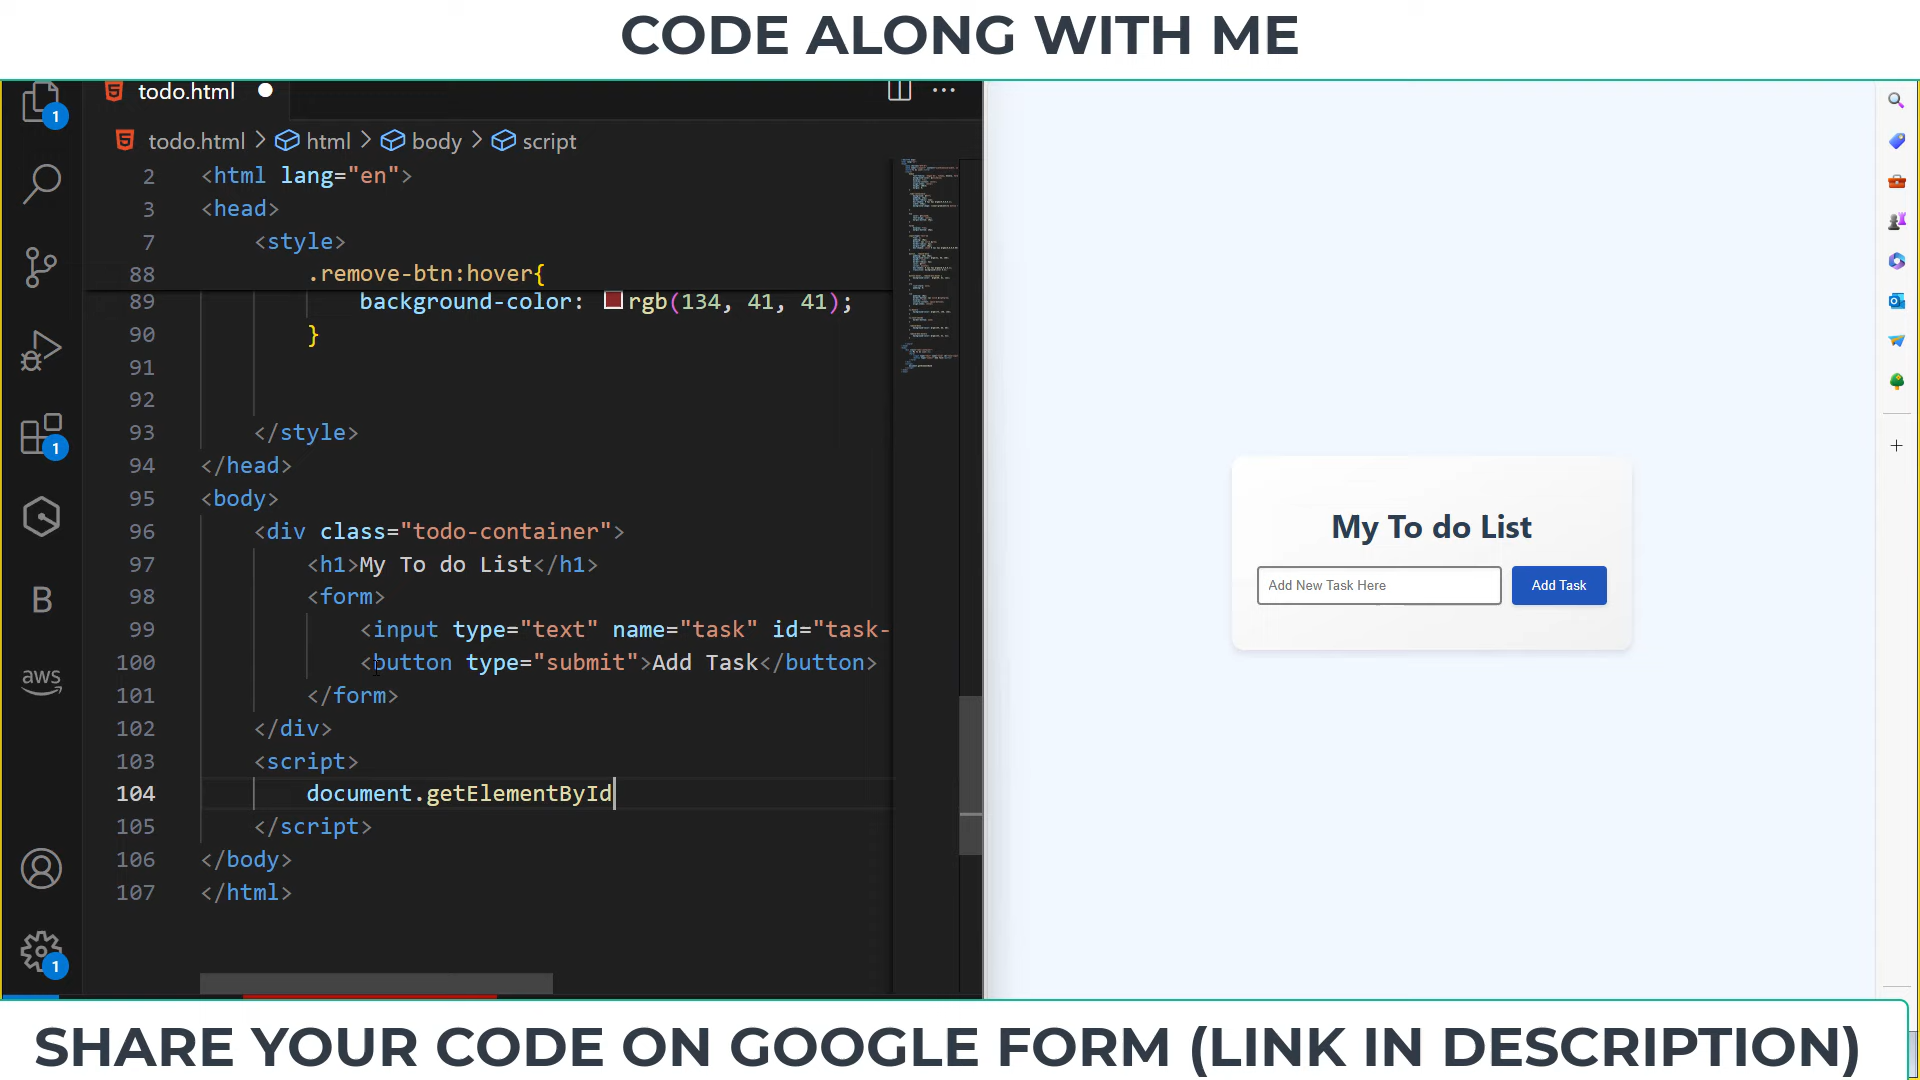 CODE ALONG WITH ME
todo.html
todo.html > html > body > script
2 <html lang="en">
3 <head>
7 <style>
88 .remove-btn:hover{
89 background-color: rgb(134, 41, 41);
90 }
91
92
93 </style>
94 </head>
95 <body>
96 <div class="todo-container">
97 <h1>My To do List</h1>
98 <form>
99 <input type="text" name="task" id="task-
100 <button type="submit">Add Task</button>
101 </form>
102 </div>
103 <script>
104 document.getElementById
105 </script>
106 </body>
107 </html>
1
1
B
aws
1
My To do List
Add New Task Here
Add Task
SHARE YOUR CODE ON GOOGLE FORM (LINK IN DESCRIPTION)